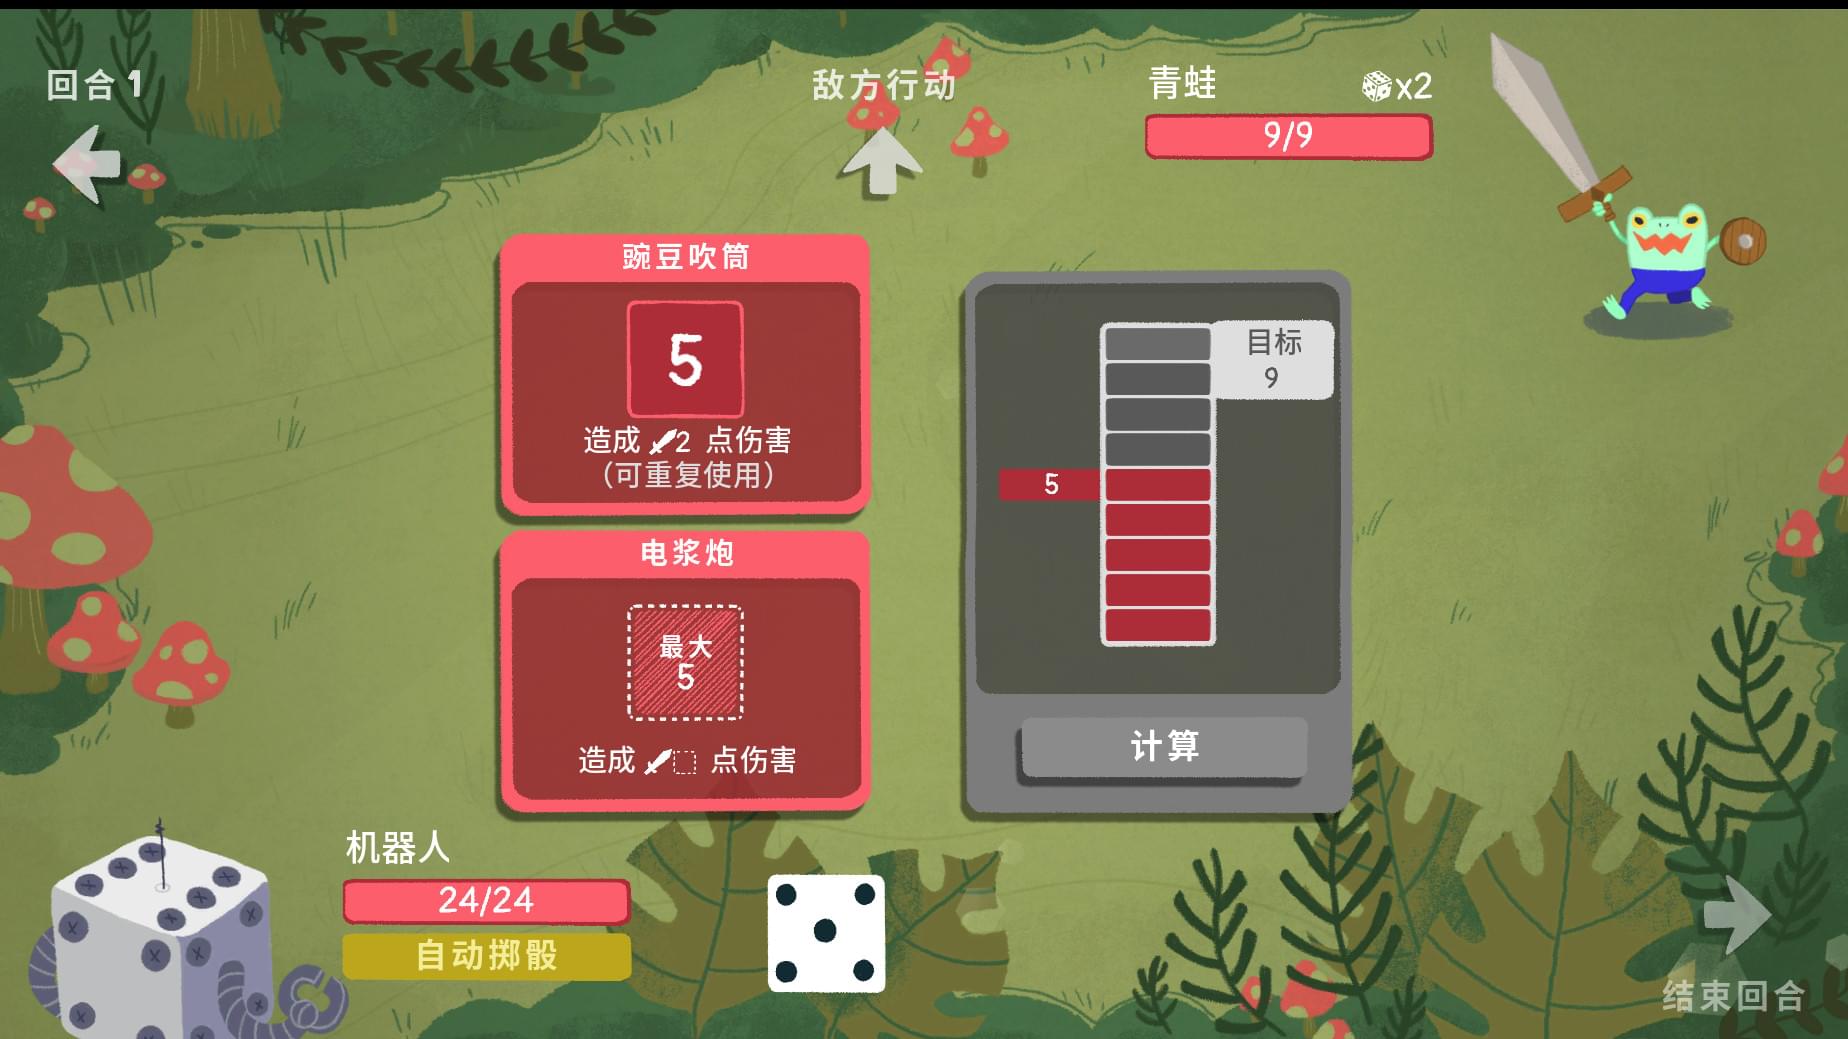 回合 1
敌方行动
青蛙
x2
9/9
豌豆吹筒
5
造成 2 点伤害
（可重复使用）
电浆炮
最大
5
造成 点伤害
目标
9
5
计算
机器人
24/24
自动掷骰
结束回合